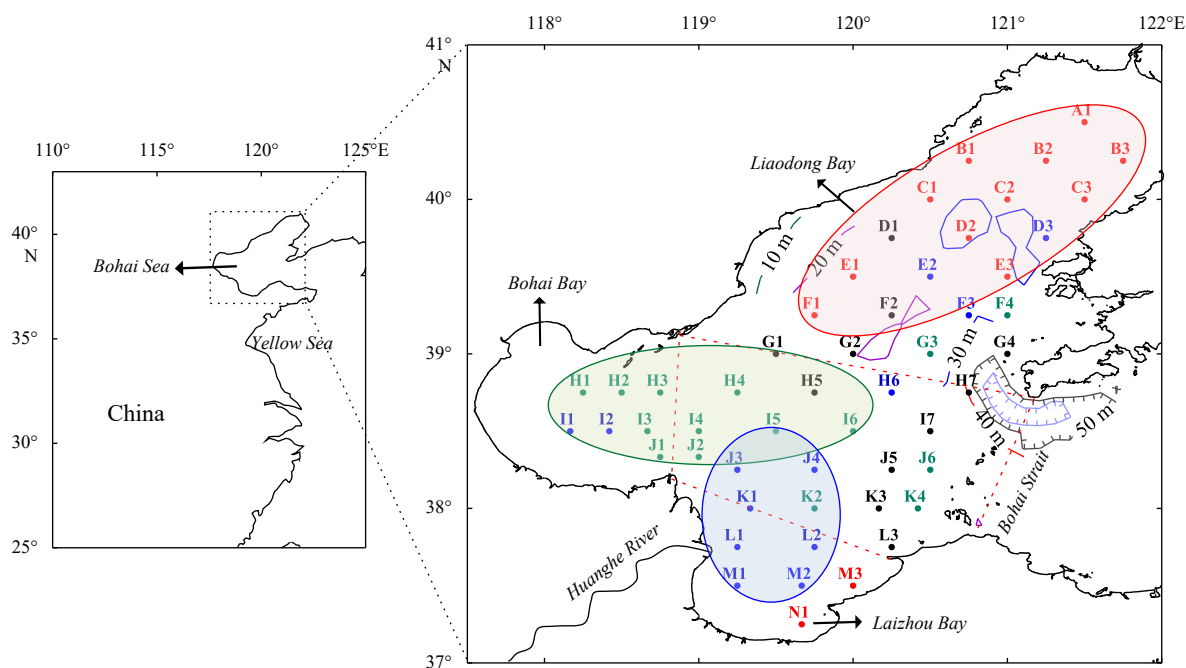 118°
119°
120°
121°
122°E
41°
N
40°
39°
38°
37°
110°
115°
120°
125°E
40°
N
35°
30°
25°
Bohai Sea
Yellow Sea
China
Liaodong Bay
Bohai Bay
Huanghe River
Laizhou Bay
Bohai Strait
10 m
20 m
30 m
40 m
50 m
A1
B1
B2
B3
C1
C2
C3
D1
D2
D3
E1
E2
E3
F1
F2
F3
F4
G1
G2
G3
G4
H1
H2
H3
H4
H5
H6
H7
I1
I2
I3
I4
I5
I6
I7
J1
J2
J3
J4
J5
J6
K1
K2
K3
K4
L1
L2
L3
M1
M2
M3
N1